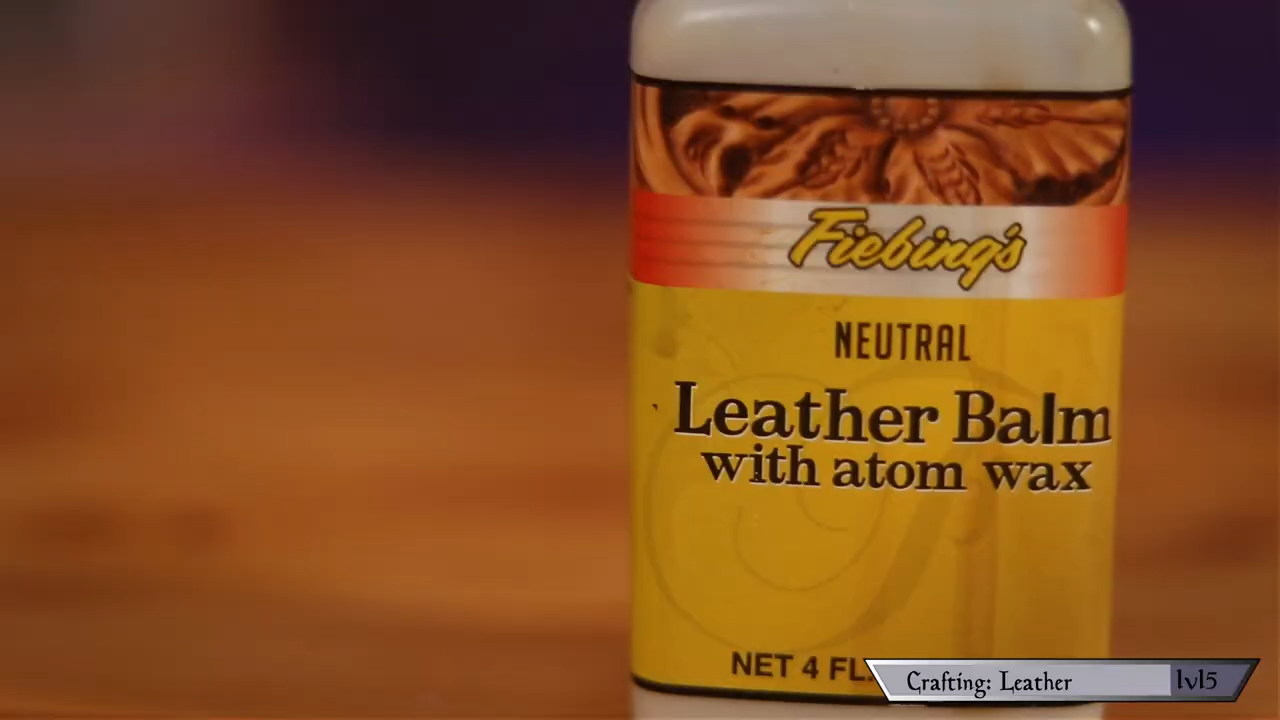 Fiebing's
NEUTRAL
Leather Balm
with atom wax
NET 4 FL.
Crafting: Leather lvl5